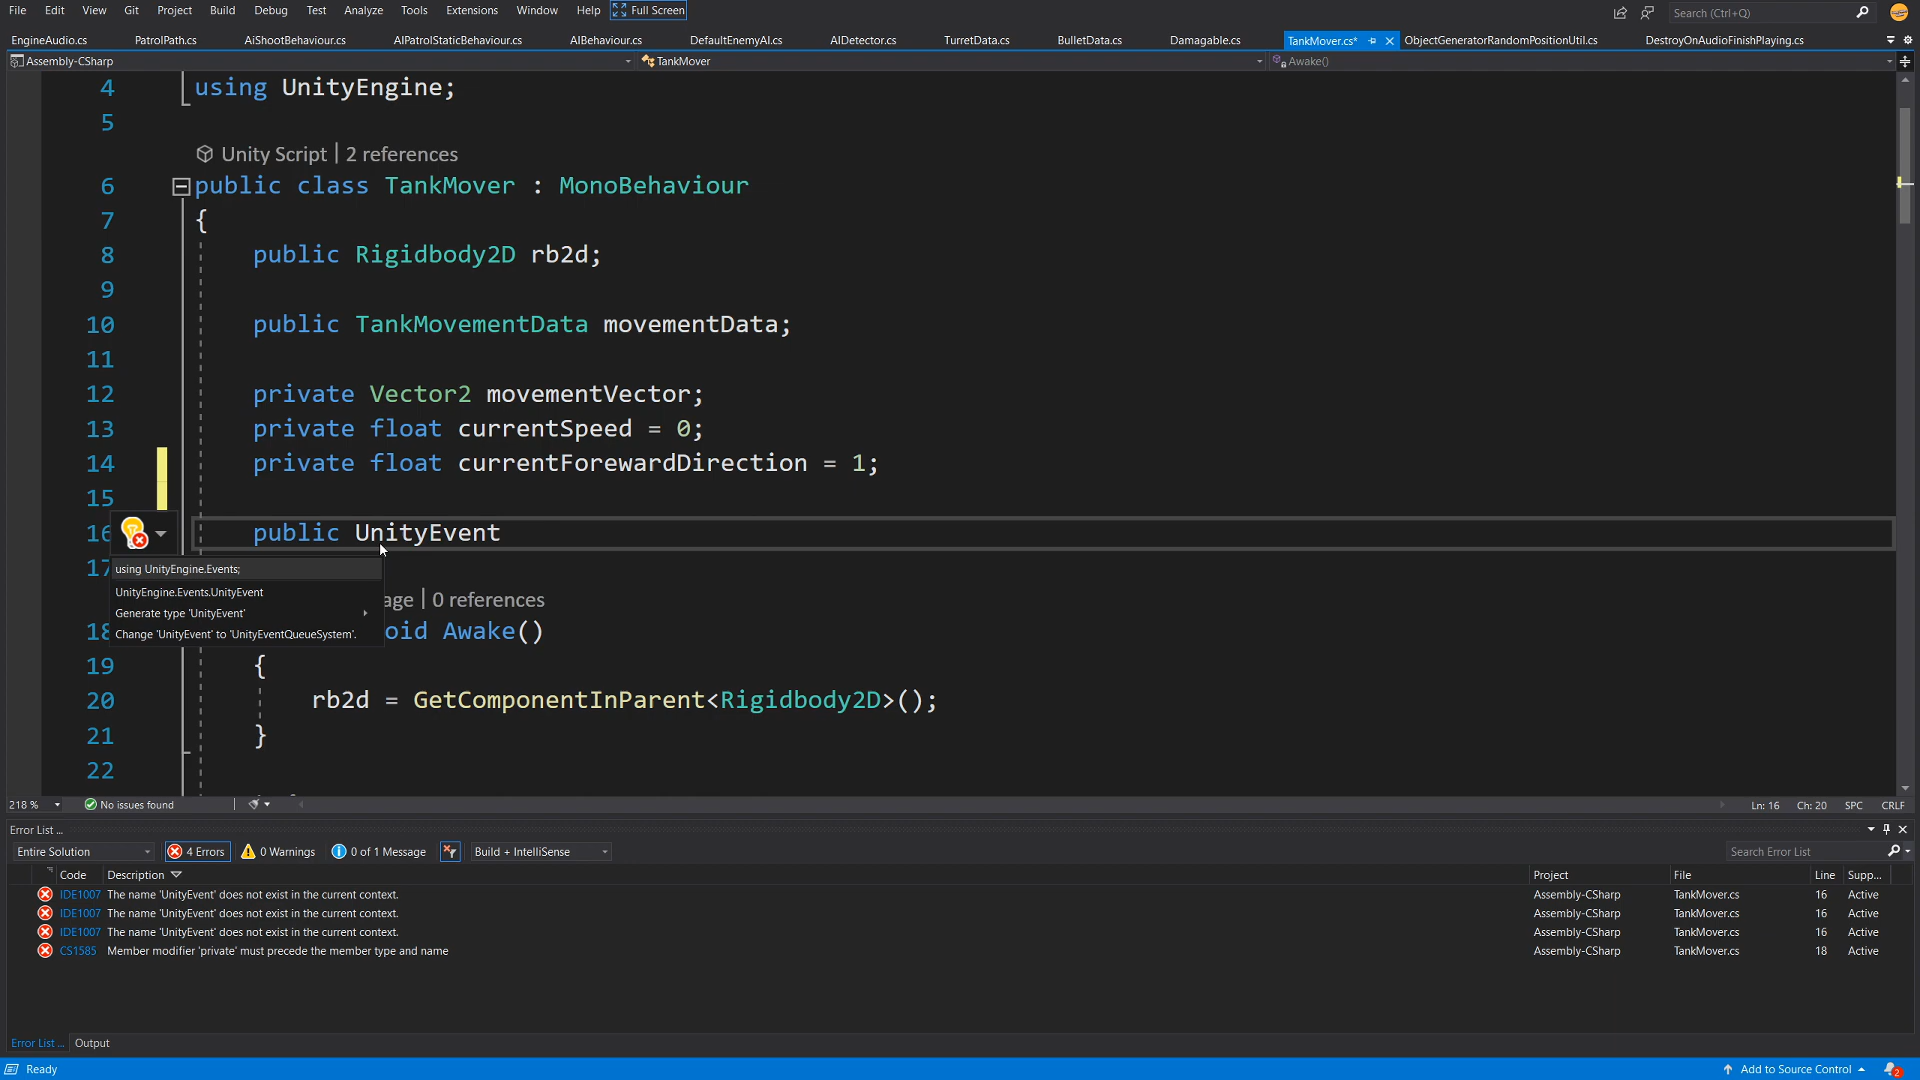 File Edit View Git Project Build Debug Test Analyze Tools Extensions Window Help Full Screen Search (Ctrl+Q)
EngineAudio.cs PatrolPath.cs AiShootBehaviour.cs AIPatrolStaticBehaviour.cs AIBehaviour.cs DefaultEnemyAI.cs AIDetector.cs TurretData.cs BulletData.cs Damagable.cs TankMover.cs* ObjectGeneratorRandomPositionUtil.cs DestroyOnAudioFinishPlaying.cs
Assembly-CSharp TankMover Awake()
4 using UnityEngine;
5
Unity Script | 2 references
6 public class TankMover : MonoBehaviour
7 {
8 public Rigidbody2D rb2d;
9
10 public TankMovementData movementData;
11
12 private Vector2 movementVector;
13 private float currentSpeed = 0;
14 private float currentForewardDirection = 1;
15
16 public UnityEvent
17 using UnityEngine.Events;
UnityEngine.Events.UnityEvent
age | 0 references
Generate type 'UnityEvent'
18 Change 'UnityEvent' to 'UnityEventQueueSystem'. oid Awake()
19 {
20 rb2d = GetComponentInParent<Rigidbody2D>();
21 }
22
218 % No issues found Ln: 16 Ch: 20 SPC CRLF
Error List ...
Entire Solution 4 Errors 0 Warnings 0 of 1 Message Build + IntelliSense Search Error List
Code Description Project File Line Supp...
IDE1007 The name 'UnityEvent' does not exist in the current context. Assembly-CSharp TankMover.cs 16 Active
IDE1007 The name 'UnityEvent' does not exist in the current context. Assembly-CSharp TankMover.cs 16 Active
IDE1007 The name 'UnityEvent' does not exist in the current context. Assembly-CSharp TankMover.cs 16 Active
CS1585 Member modifier 'private' must precede the member type and name Assembly-CSharp TankMover.cs 18 Active
Error List ... Output
Ready Add to Source Control 2